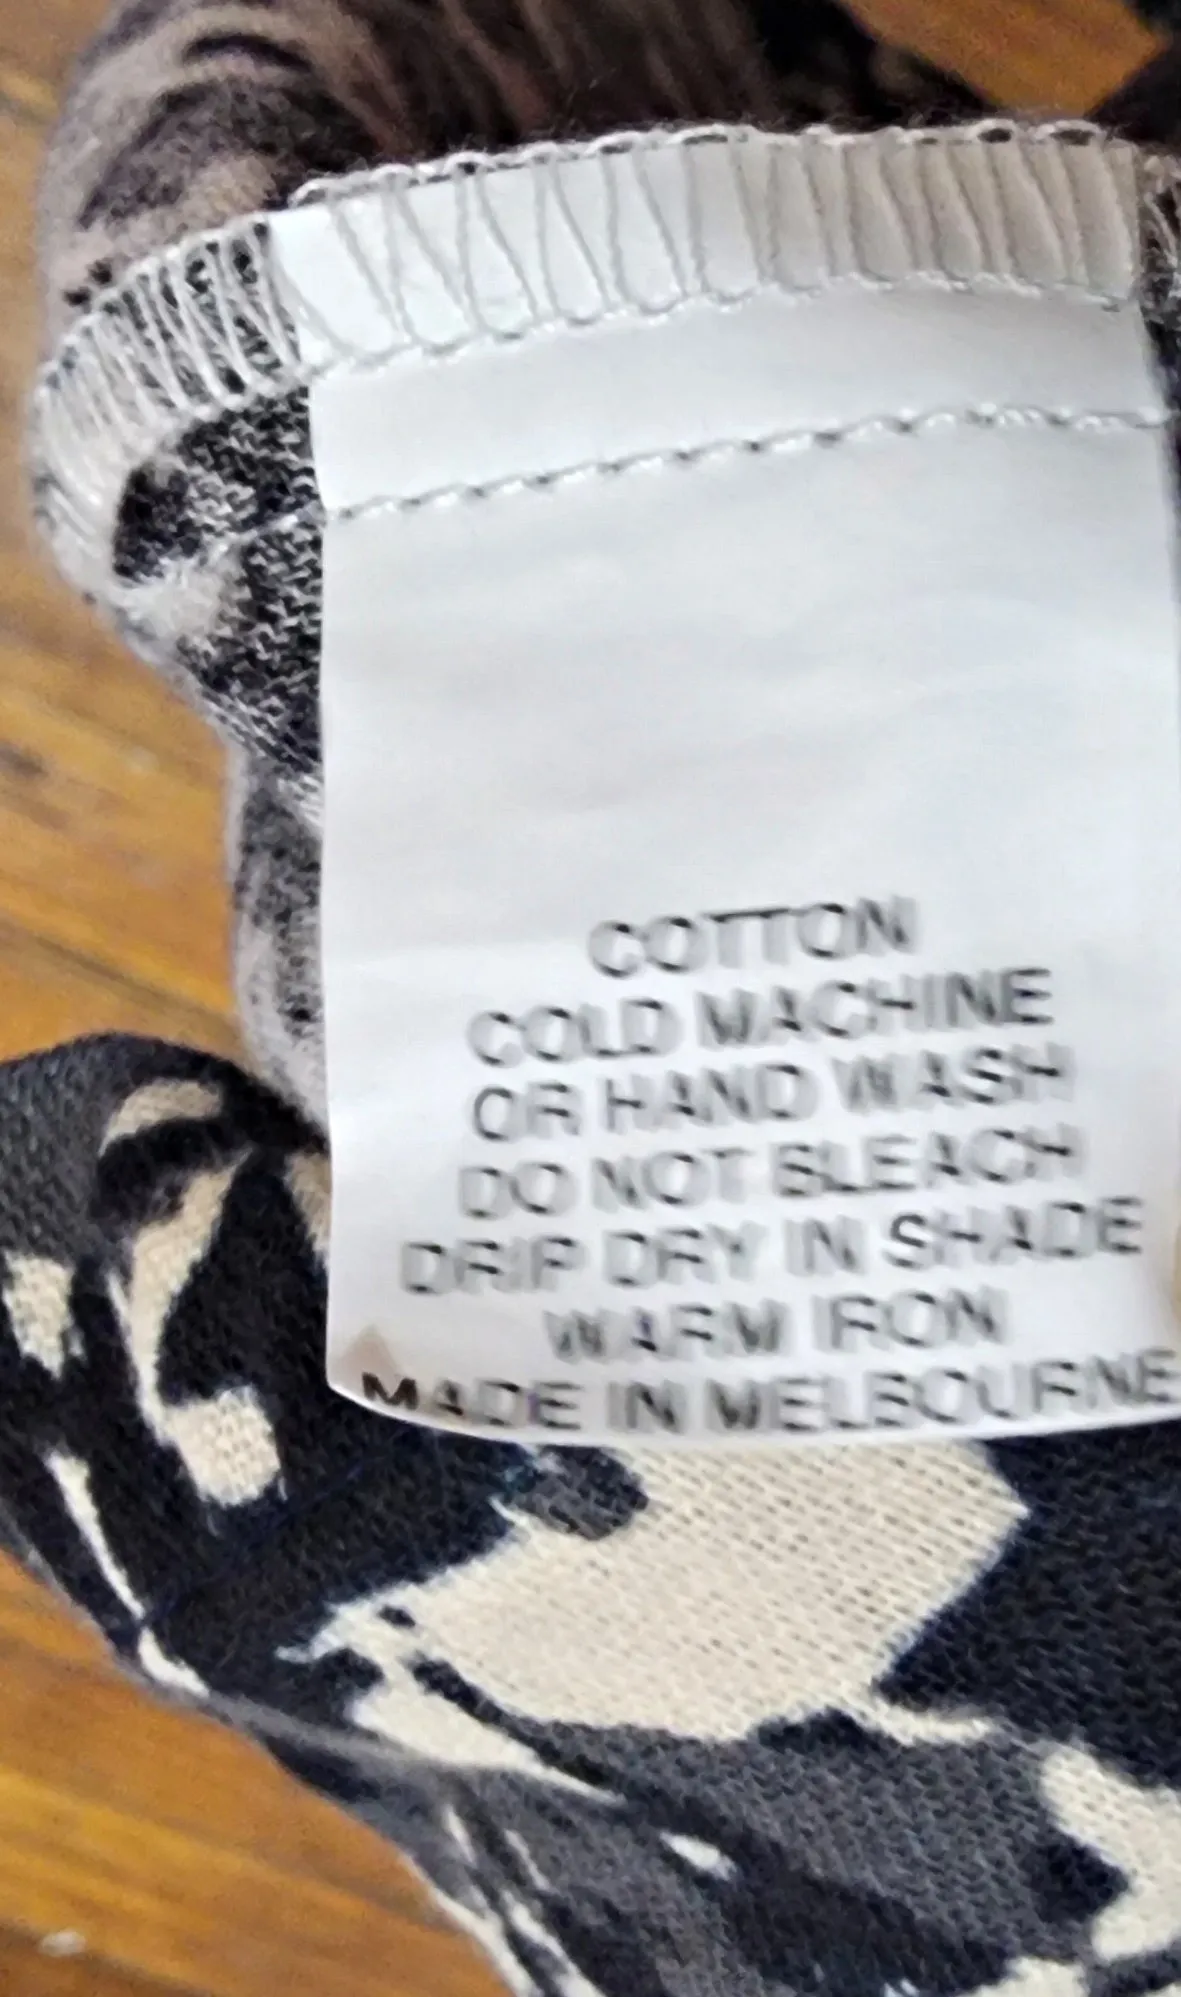 COTTON
COLD MACHINE
OR HAND WASH
DO NOT BLEACH
DRIP DRY IN SHADE
WARM IRON
MADE IN MELBOURNE